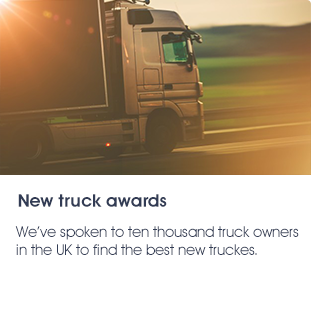 New truck awards
We've spoken to ten thousand truck owners
in the UK to find the best new truckes.